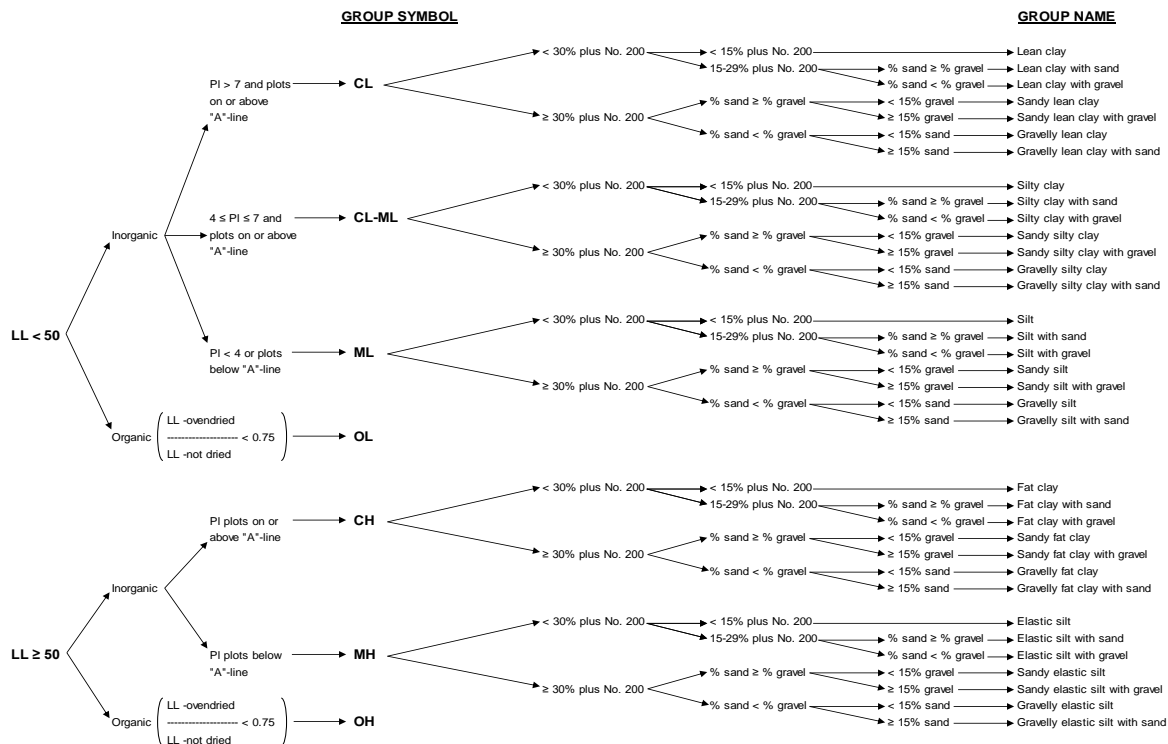 GROUP SYMBOL GROUP NAME
< 30% plus No. 200 < 15% plus No. 200 Lean clay
15-29% plus No. 200 % sand ≥ % gravel Lean clay with sand
PI > 7 and plots
on or above
"A"-line
CL
% sand < % gravel Lean clay with gravel
≥ 30% plus No. 200 % sand ≥ % gravel < 15% gravel Sandy lean clay
≥ 15% gravel Sandy lean clay with gravel
% sand < % gravel < 15% sand Gravelly lean clay
≥ 15% sand Gravelly lean clay with sand
LL < 50
Inorganic
4 ≤ PI ≤ 7 and
plots on or above
"A"-line
CL-ML
< 30% plus No. 200 < 15% plus No. 200 Silty clay
15-29% plus No. 200 % sand ≥ % gravel Silty clay with sand
% sand < % gravel Silty clay with gravel
≥ 30% plus No. 200 % sand ≥ % gravel < 15% gravel Sandy silty clay
≥ 15% gravel Sandy silty clay with gravel
% sand < % gravel < 15% sand Gravelly silty clay
≥ 15% sand Gravelly silty clay with sand
PI < 4 or plots
below "A"-line
ML
< 30% plus No. 200 < 15% plus No. 200 Silt
15-29% plus No. 200 % sand ≥ % gravel Silt with sand
% sand < % gravel Silt with gravel
≥ 30% plus No. 200 % sand ≥ % gravel < 15% gravel Sandy silt
≥ 15% gravel Sandy silt with gravel
% sand < % gravel < 15% sand Gravelly silt
≥ 15% sand Gravelly silt with sand
LL -ovendried
Organic -------------------- < 0.75 OL
LL -not dried
LL ≥ 50
Inorganic
PI plots on or
above "A"-line
CH
< 30% plus No. 200 < 15% plus No. 200 Fat clay
15-29% plus No. 200 % sand ≥ % gravel Fat clay with sand
% sand < % gravel Fat clay with gravel
≥ 30% plus No. 200 % sand ≥ % gravel < 15% gravel Sandy fat clay
≥ 15% gravel Sandy fat clay with gravel
% sand < % gravel < 15% sand Gravelly fat clay
≥ 15% sand Gravelly fat clay with sand
PI plots below
"A"-line
MH
< 30% plus No. 200 < 15% plus No. 200 Elastic silt
15-29% plus No. 200 % sand ≥ % gravel Elastic silt with sand
% sand < % gravel Elastic silt with gravel
≥ 30% plus No. 200 % sand ≥ % gravel < 15% gravel Sandy elastic silt
≥ 15% gravel Sandy elastic silt with gravel
% sand < % gravel < 15% sand Gravelly elastic silt
≥ 15% sand Gravelly elastic silt with sand
LL -ovendried
Organic -------------------- < 0.75 OH
LL -not dried